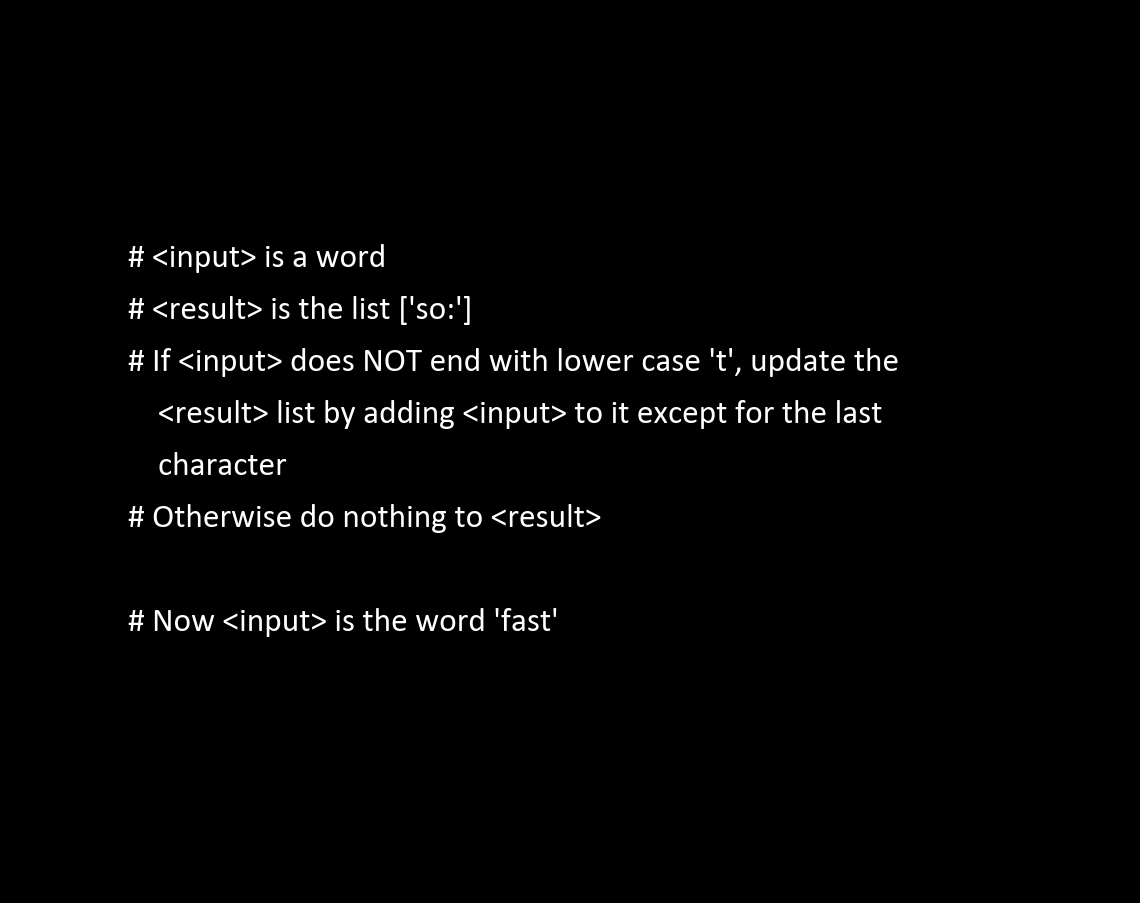 # <input> is a word
# <result> is the list ['so:']
# If <input> does NOT end with lower case 't', update the
<result> list by adding <input> to it except for the last
character
# Otherwise do nothing to <result>
# Now <input> is the word 'fast'